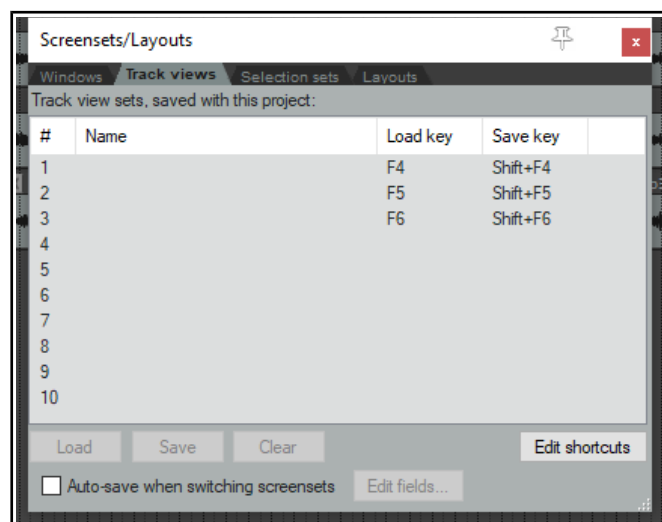 Screensets/Layouts x
Windows Track views Selection sets Layouts
Track view sets, saved with this project:
# Name Load key Save key
1 F4 Shift+F4
2 F5 Shift+F5
3 F6 Shift+F6
4
5
6
7
8
9
10
Load Save Clear Edit shortcuts
Auto-save when switching screensets Edit fields...